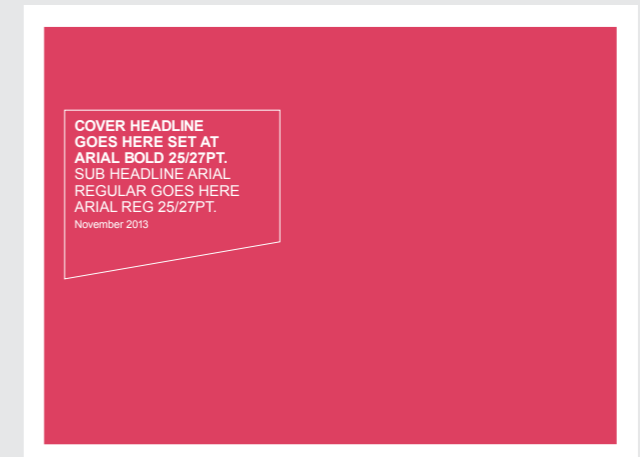 COVER HEADLINE
GOES HERE SET AT
ARIAL BOLD 25/27PT.
SUB HEADLINE ARIAL
REGULAR GOES HERE
ARIAL REG 25/27PT.
November 2013